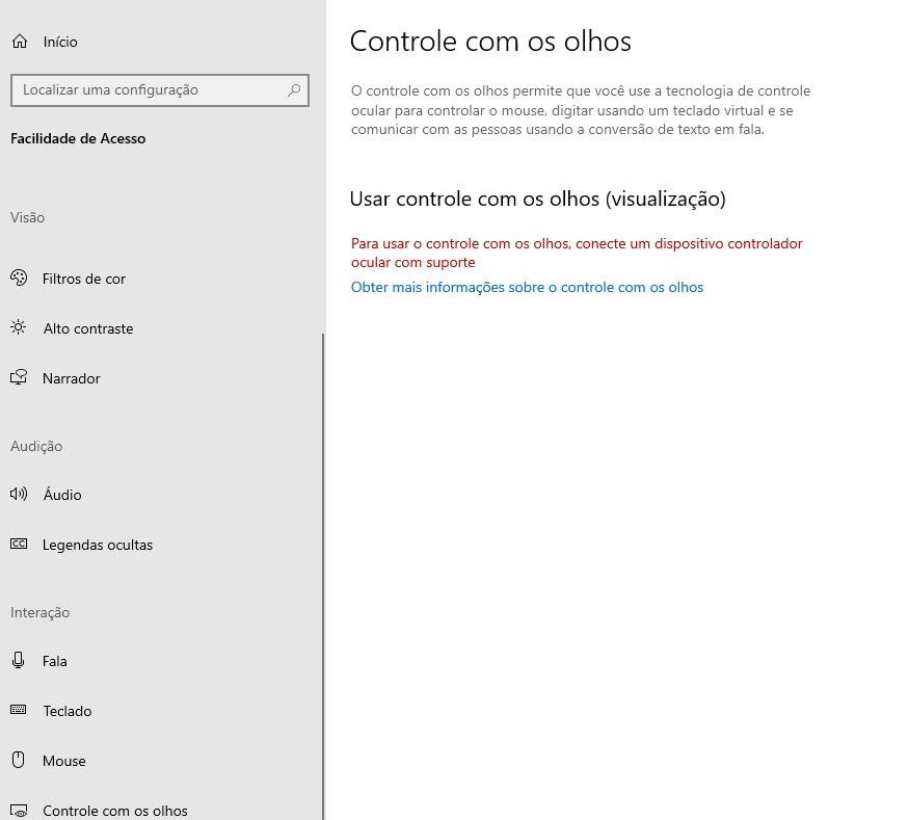 Início
Localizar uma configuração
Facilidade de Acesso
Visão
Filtros de cor
Alto contraste
Narrador
Audição
Áudio
Legendas ocultas
Interação
Fala
Teclado
Mouse
Controle com os olhos
Controle com os olhos
O controle com os olhos permite que você use a tecnologia de controle
ocular para controlar o mouse, digitar usando um teclado virtual e se
comunicar com as pessoas usando a conversão de texto em fala.
Usar controle com os olhos (visualização)
Para usar o controle com os olhos, conecte um dispositivo controlador
ocular com suporte
Obter mais informações sobre o controle com os olhos